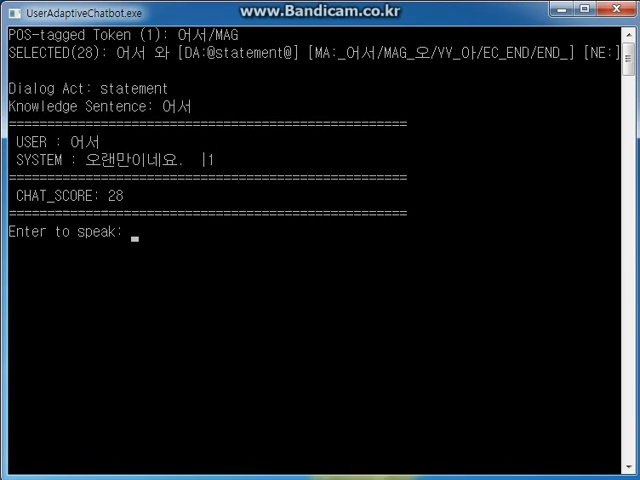 UserAdaptiveChatbot.exe
www.Bandicam.co.kr
POS-tagged Token (1): 어서/MAG
SELECTED(28): 어서 와 [DA:@statement@] [MA:_어서/MAG_오/VV_아/EC_END/END_] [NE:]
Dialog Act: statement
Knowledge Sentence: 어서
====================================================
USER : 어서
SYSTEM : 오랜만이네요. |1
====================================================
CHAT_SCORE: 28
====================================================
Enter to speak: _